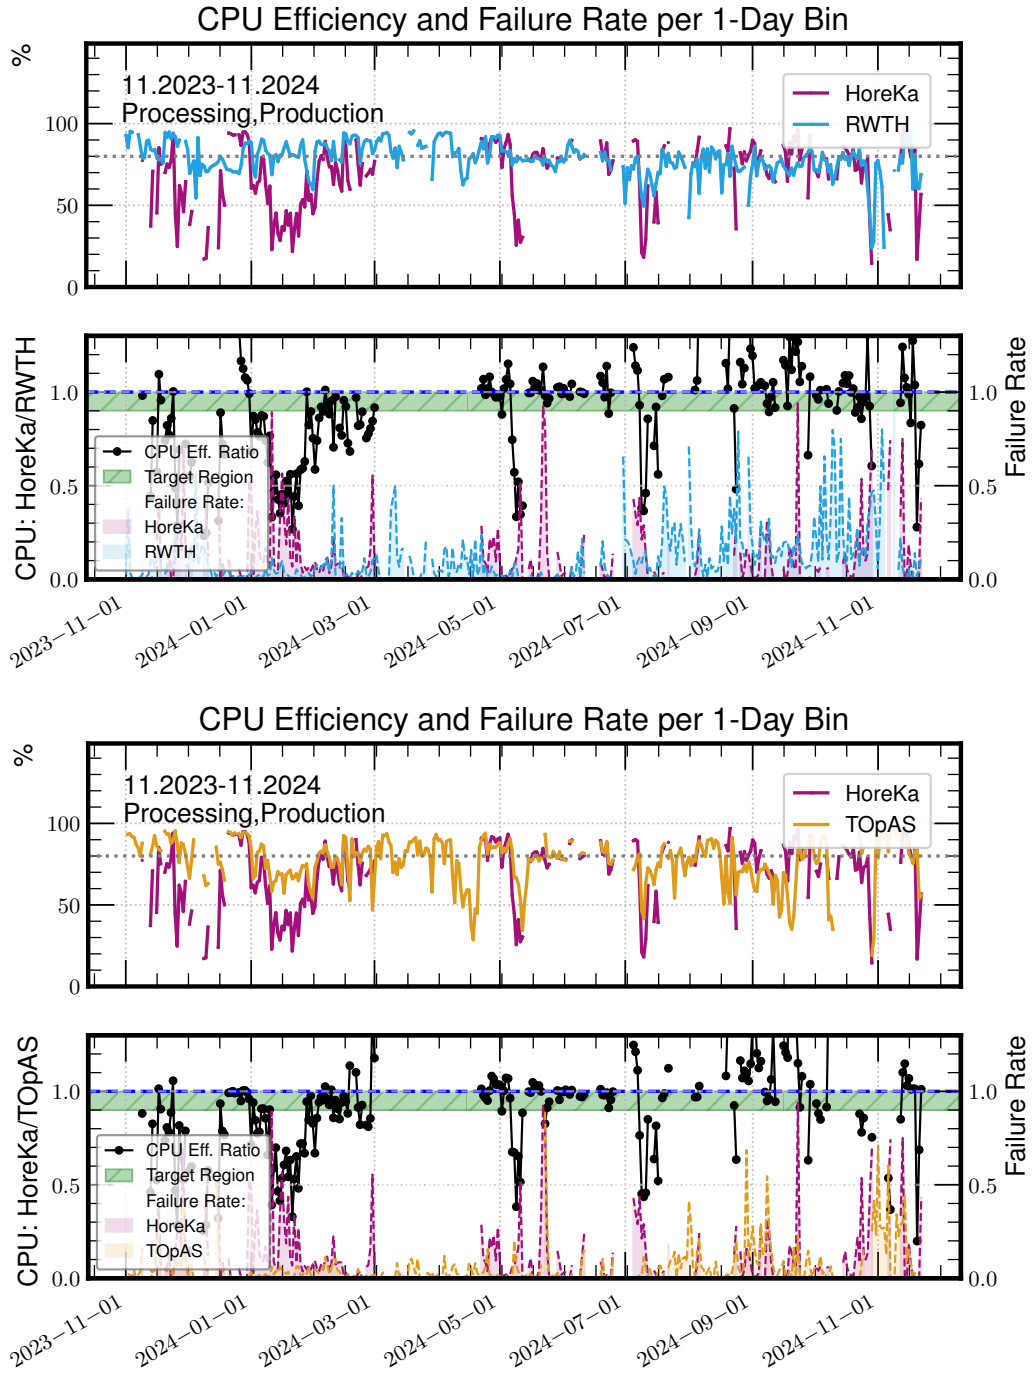 CPU Efficiency and Failure Rate per 1-Day Bin
%
11.2023-11.2024
Processing,Production
HoreKa
RWTH
100
50
0
CPU: HoreKa/RWTH
Failure Rate
1.0
0.5
0.0
1.0
0.5
0.0
CPU Eff. Ratio
Target Region
Failure Rate:
HoreKa
RWTH
2023−11−01
2024−01−01
2024−03−01
2024−05−01
2024−07−01
2024−09−01
2024−11−01
CPU Efficiency and Failure Rate per 1-Day Bin
%
11.2023-11.2024
Processing,Production
HoreKa
TOpAS
100
50
0
CPU: HoreKa/TOpAS
Failure Rate
1.0
0.5
0.0
1.0
0.5
0.0
CPU Eff. Ratio
Target Region
Failure Rate:
HoreKa
TOpAS
2023−11−01
2024−01−01
2024−03−01
2024−05−01
2024−07−01
2024−09−01
2024−11−01